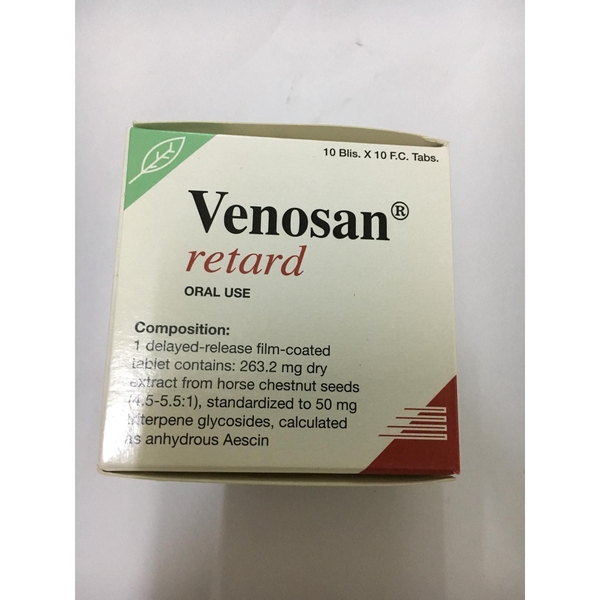 10 Blis. X 10 F.C. Tabs.
Venosan®
retard
ORAL USE
Composition:
1 delayed-release film-coated
tablet contains: 263.2 mg dry
extract from horse chestnut seeds
(4.5-5.5:1), standardized to 50 mg
triterpene glycosides, calculated
as anhydrous Aescin